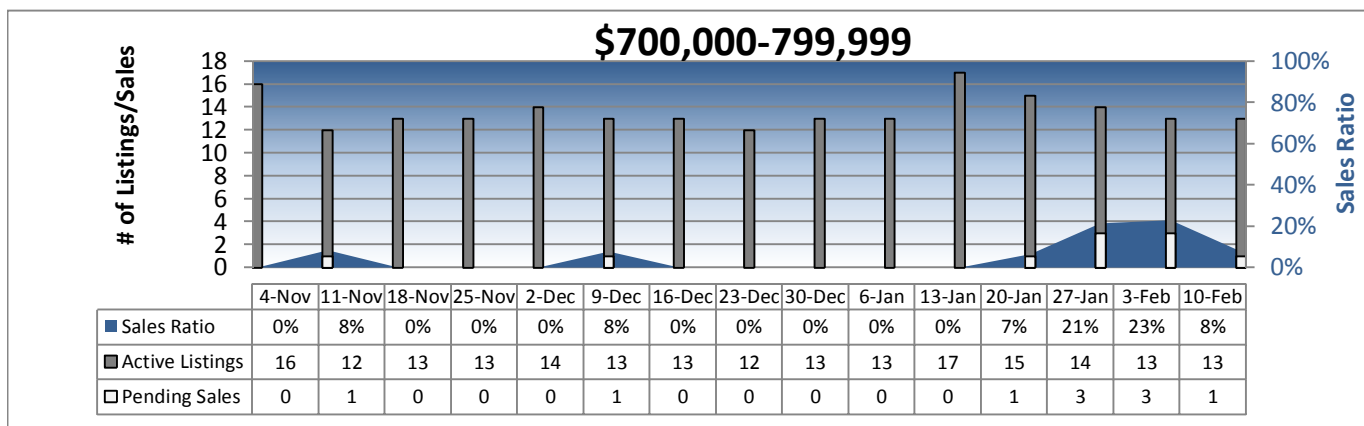 $700,000-799,999
# of Listings/Sales
18
16
14
12
10
8
6
4
2
0
100%
80%
60%
40%
20%
0%
Sales Ratio
4-Nov 11-Nov 18-Nov 25-Nov 2-Dec 9-Dec 16-Dec 23-Dec 30-Dec 6-Jan 13-Jan 20-Jan 27-Jan 3-Feb 10-Feb
Sales Ratio 0% 8% 0% 0% 0% 8% 0% 0% 0% 0% 0% 7% 21% 23% 8%
Active Listings 16 12 13 13 14 13 13 12 13 13 17 15 14 13 13
Pending Sales 0 1 0 0 0 1 0 0 0 0 0 1 3 3 1